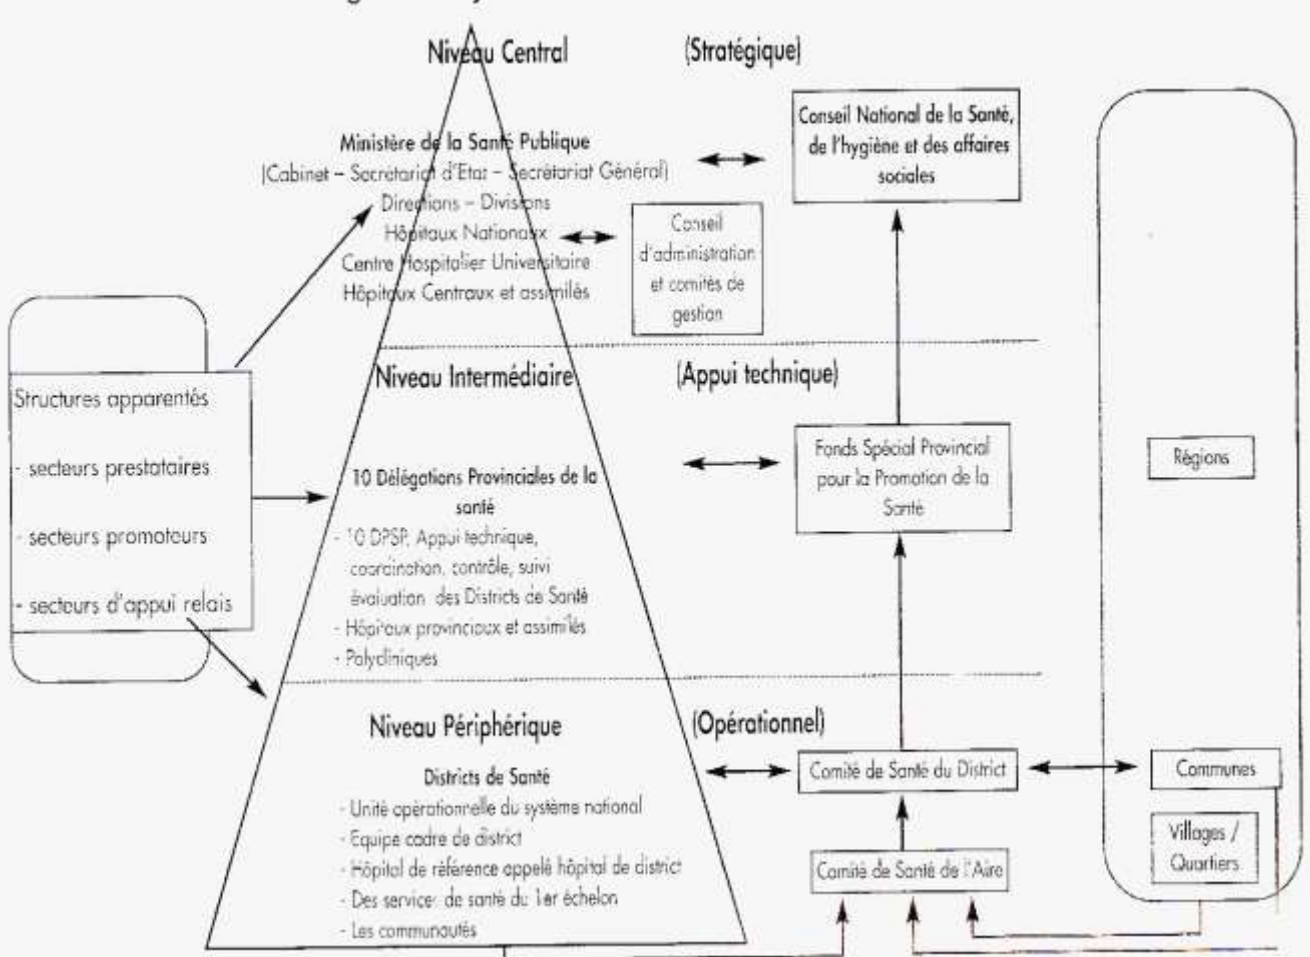 Niveau Central
(Stratégique)
Ministère de la Santé Publique
(Cabinet – Secrétariat d'Etat – Secrétariat Général)
Directions – Divisions
Hôpitaux Nationaux
Centre Hospitalier Universitaire
Hôpitaux Centraux et assimilés
Conseil
d'administration
et comités de
gestion
Conseil National de la Santé,
de l'hygiène et des affaires
sociales
Structures apparentés
- secteurs prestataires
- secteurs promoteurs
- secteurs d'appui relais
Niveau Intermédiaire
(Appui technique)
10 Délégations Provinciales de la
santé
- 10 DPSP, Appui technique,
coordination, contrôle, suivi
évaluation des Districts de Santé
- Hôpitaux provinciaux et assimilés
- Polycliniques
Fonds Spécial Provincial
pour la Promotion de la
Santé
Régions
Niveau Périphérique
(Opérationnel)
Districts de Santé
- Unité opérationnelle du système national
- Equipe cadre de district
- Hôpital de référence appelé hôpital de district
- Des services de santé du 1er échelon
- Les communautés
Comité de Santé du District
Comité de Santé de l'Aire
Communes
Villages /
Quartiers